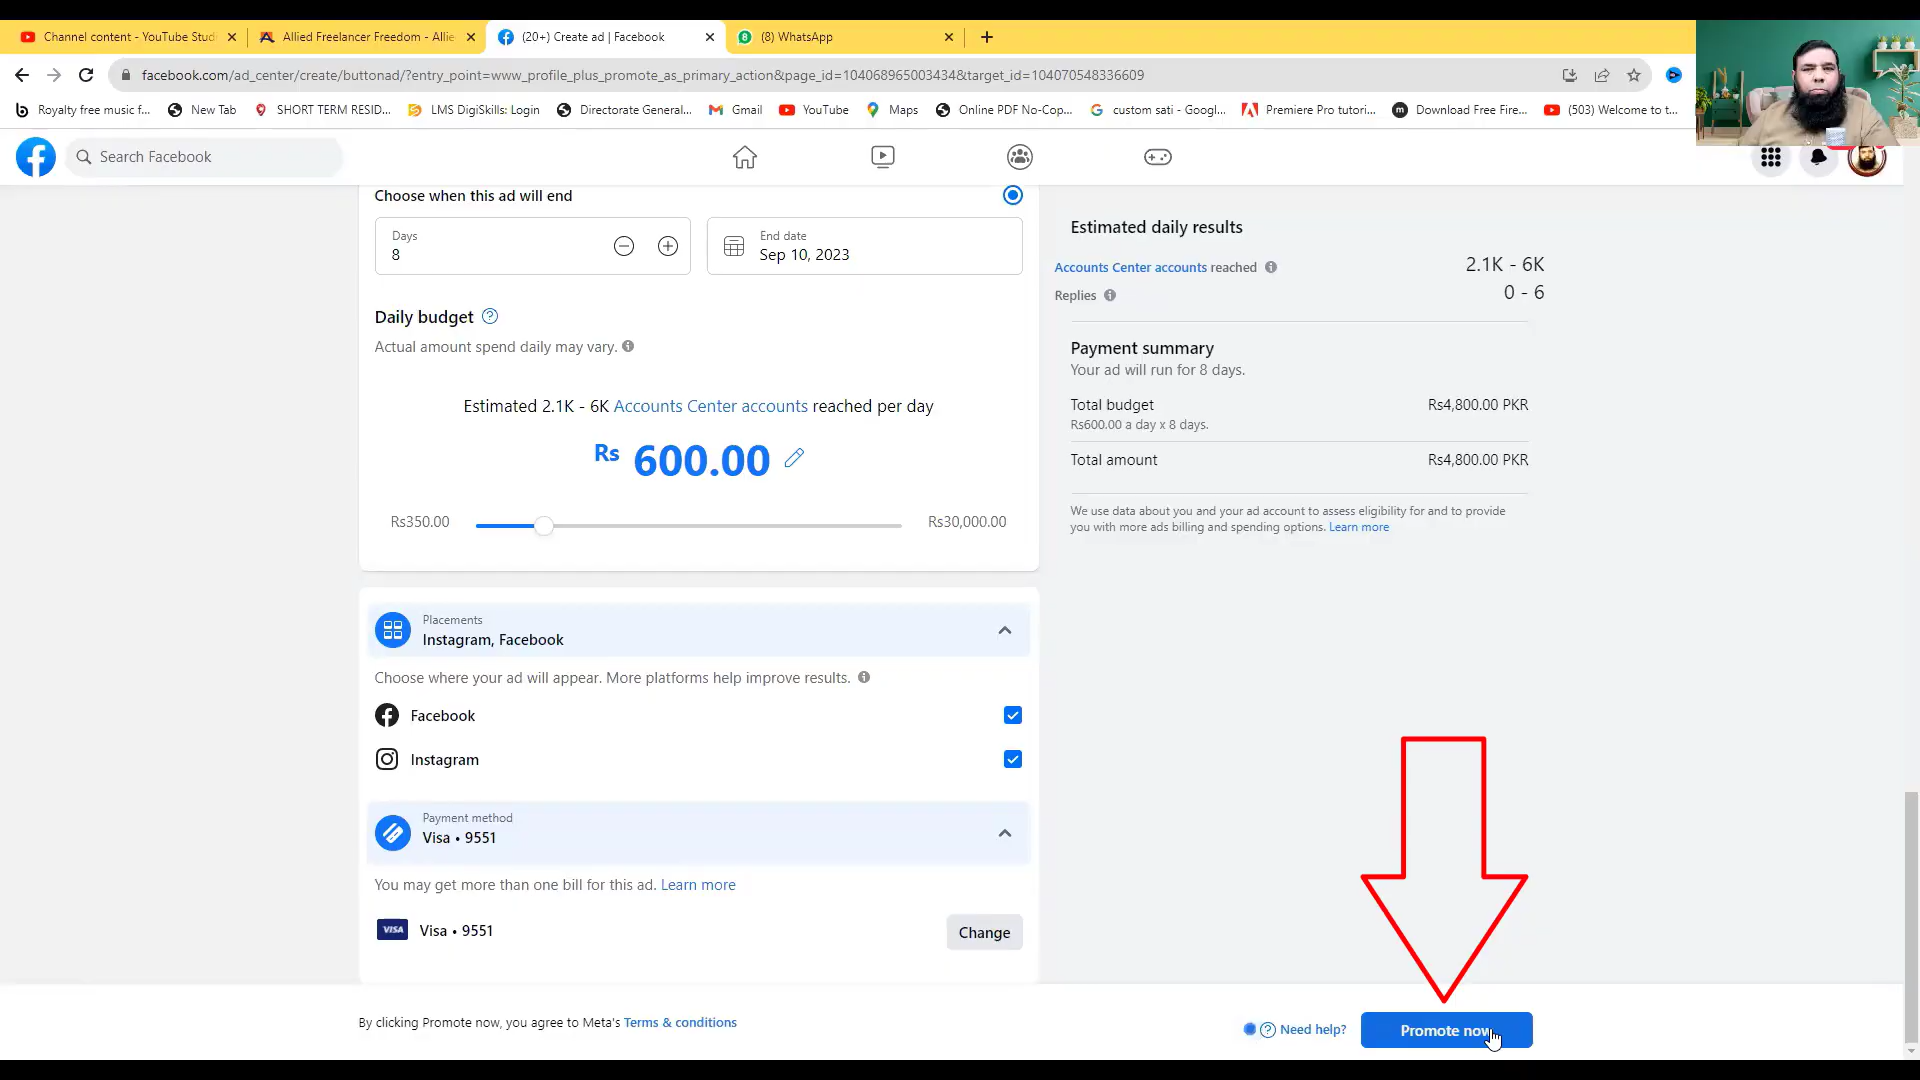 Channel content - YouTube Stud
Allied Freelancer Freedom - Allie
(20+) Create ad | Facebook
8
(8) WhatsApp
facebook.com/ad_center/create/buttonad/?entry_point=www_profile_plus_promote_as_primary_action&page_id=104068965003434&target_id=104070548336609
Royalty free music f...
New Tab
SHORT TERM RESID...
LMS DigiSkills: Login
Directorate General...
Gmail
YouTube
Maps
Online PDF No-Cop...
custom sati - Googl...
Premiere Pro tutori...
Download Free Fire...
(503) Welcome to t...
Search Facebook
Choose when this ad will end
Days
8
End date
Sep 10, 2023
Daily budget
Actual amount spend daily may vary.
Estimated 2.1K - 6K Accounts Center accounts reached per day
Rs 600.00
Rs350.00
Rs30,000.00
Placements
Instagram, Facebook
Choose where your ad will appear. More platforms help improve results.
Facebook
Instagram
Payment method
Visa • 9551
You may get more than one bill for this ad. Learn more
VISA Visa • 9551
Change
Estimated daily results
Accounts Center accounts reached 2.1K - 6K
Replies 0 - 6
Payment summary
Your ad will run for 8 days.
Total budget Rs4,800.00 PKR
Rs600.00 a day x 8 days.
Total amount Rs4,800.00 PKR
We use data about you and your ad account to assess eligibility for and to provide
you with more ads billing and spending options. Learn more
By clicking Promote now, you agree to Meta's Terms & conditions
Need help?
Promote now